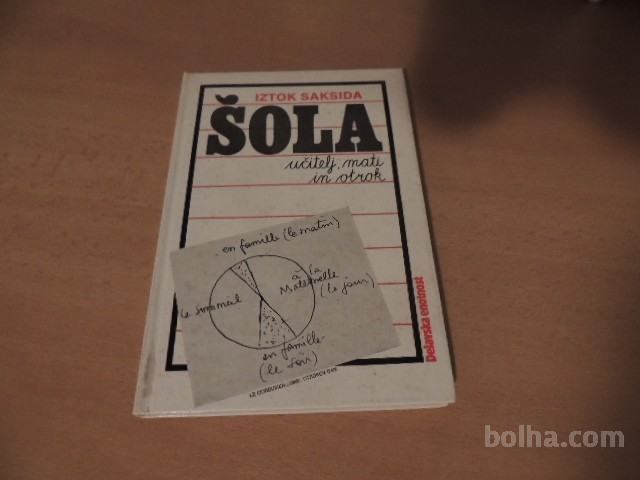 IZTOK SAKSIDA
ŠOLA
učitelj, mati
in otrok
en famille (le matin)
à la
Maternelle
(le jour)
le sommeil
en famille
(le soir)
Delavska enotnost
bolha.com